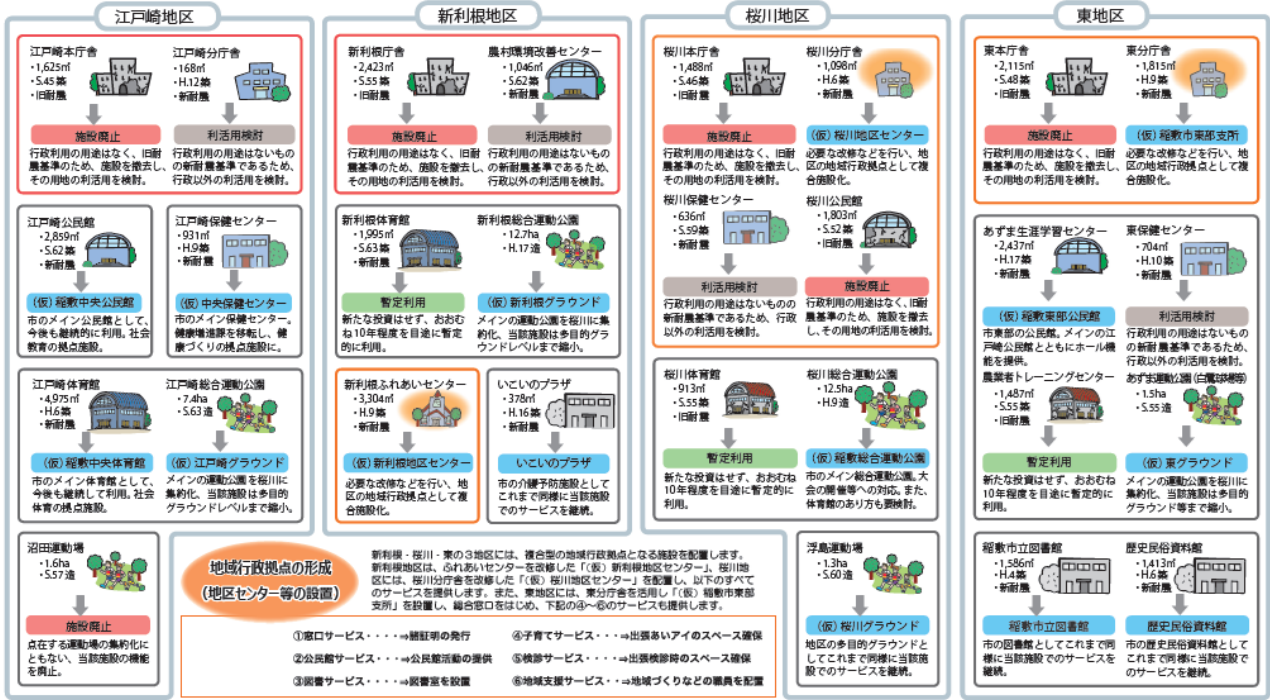 江戸崎地区
江戸崎本庁舎
・1,625㎡
・S.45築
・旧耐震
施設廃止
行政利用の用途はなく、旧耐
震基準のため、施設を撤去し、
その用地の利活用を検討。
江戸崎分庁舎
・168㎡
・H.12築
・新耐震
利活用検討
行政利用の用途はないもの
の新耐震基準であるため、
行政以外の利活用を検討。
江戸崎公民館
・2,859㎡
・S.62築
・新耐震
(仮)稲敷中央公民館
市のメイン公民館として、
今後も継続的に利用。社会
教育の拠点施設。
江戸崎保健センター
・931㎡
・H.9築
・新耐震
(仮)中央保健センター
市のメイン保健センター。
健康増進課を移転し、健
康づくりの拠点施設に。
江戸崎体育館
・4,975㎡
・H.6築
・新耐震
(仮)稲敷中央体育館
市のメイン体育館として、
今後も継続して利用。社会
体育の拠点施設。
江戸崎総合運動公園
・7.4ha
・S.63造
(仮)江戸崎グラウンド
メインの運動公園を桜川に
集約化、当該施設は多目的
グラウンドレベルまで縮小。
沼田運動場
・1.6ha
・S.57造
施設廃止
点在する運動場の集約化に
ともない、当該施設の機能
を廃止。
新利根地区
新利根庁舎
・2,423㎡
・S.55築
・旧耐震
施設廃止
行政利用の用途はなく、旧耐
震基準のため、施設を撤去し、
その用地の利活用を検討。
農村環境改善センター
・1,046㎡
・S.62築
・新耐震
利活用検討
行政利用の用途はないもの
の新耐震基準であるため、
行政以外の利活用を検討。
新利根体育館
・1,995㎡
・S.63築
・新耐震
暫定利用
新たな投資はせず、おおむ
ね10年程度を目途に暫定
的に利用。
新利根総合運動公園
・12.7ha
・H.17造
(仮)新利根グラウンド
メインの運動公園を桜川に集
約化、当該施設は多目的グラ
ウンドレベルまで縮小。
新利根ふれあいセンター
・3,304㎡
・H.9築
・新耐震
(仮)新利根地区センター
必要な改修などを行い、地
区の地域行政拠点として複
合施設化。
いこいのプラザ
・378㎡
・H.16築
・新耐震
いこいのプラザ
市の介護予防施設として
これまで同様に当該施設
でのサービスを継続。
桜川地区
桜川本庁舎
・1,488㎡
・S.46築
・旧耐震
施設廃止
行政利用の用途はなく、旧耐
震基準のため、施設を撤去し、
その用地の利活用を検討。
桜川分庁舎
・1,098㎡
・H.6築
・新耐震
(仮)桜川地区センター
必要な改修などを行い、地
区の地域行政拠点として複
合施設化。
桜川保健センター
・636㎡
・S.59築
・新耐震
利活用検討
行政利用の用途はないものの
新耐震基準であるため、行政
以外の利活用を検討。
桜川公民館
・1,803㎡
・S.52築
・旧耐震
施設廃止
行政利用の用途はなく、旧耐
震基準のため、施設を撤去
し、その用地の利活用を検討。
桜川体育館
・913㎡
・S.55築
・旧耐震
暫定利用
新たな投資はせず、おおむね
10年程度を目途に暫定的に
利用。
桜川総合運動公園
・12.5ha
・H.9造
(仮)稲敷総合運動公園
市のメイン総合運動公園。大
会の開催等への対応。また、
体育館のあり方も要検討。
浮島運動場
・1.3ha
・S.60造
(仮)桜川グラウンド
地区の多目的グラウンドと
してこれまで同様に当該施
設でのサービスを継続。
東地区
東本庁舎
・2,115㎡
・S.48築
・旧耐震
施設廃止
行政利用の用途はなく、旧耐
震基準のため、施設を撤去し、
その用地の利活用を検討。
東分庁舎
・1,815㎡
・H.9築
・新耐震
(仮)稲敷市東部支所
必要な改修などを行い、地
区の地域行政拠点として複
合施設化。
あずま生涯学習センター
・2,437㎡
・H.17築
・新耐震
(仮)稲敷東部公民館
市東部の公民館。メインの江
戸崎公民館とともにホール機
能を提供。
東保健センター
・704㎡
・H.10築
・新耐震
利活用検討
行政利用の用途はないもの
の新耐震基準であるため、
行政以外の利活用を検討。
農業者トレーニングセンター
・1,487㎡
・S.55築
・旧耐震
暫定利用
新たな投資はせず、おおむね
10年程度を目途に暫定的に
利用。
あずま運動公園(白鷺球場等)
・1.5ha
・S.55造
(仮)東グラウンド
メインの運動公園を桜川に
集約化、当該施設は多目的
グラウンド等まで縮小。
稲敷市立図書館
・1,586㎡
・H.4築
・新耐震
稲敷市立図書館
市の図書館としてこれまで同
様に当該施設でのサービスを
継続。
歴史民俗資料館
・1,413㎡
・H.6築
・新耐震
歴史民俗資料館
市の歴史民俗資料館として
これまで同様に当該施設で
のサービスを継続。
地域行政拠点の形成
(地区センター等の設置)
新利根・桜川・東の3地区には、複合型の地域行政拠点となる施設を配置します。
新利根地区は、ふれあいセンターを改修した「(仮)新利根地区センター」、桜川地
区には、桜川分庁舎を改修した「(仮)桜川地区センター」を配置し、以下のすべて
のサービスを提供します。また、東地区には、東分庁舎を活用し「(仮)稲敷市東部
支所」を設置し、総合窓口をはじめ、下記の④〜⑥のサービスも提供します。
①窓口サービス・・・・⇒諸証明の発行
②公民館サービス・・・⇒公民館活動の提供
③図書サービス・・・・⇒図書室を設置
④子育てサービス・・・⇒出張あいアイのスペース確保
⑤検診サービス・・・・⇒出張検診時のスペース確保
⑥地域支援サービス・・⇒地域づくりなどの職員を配置